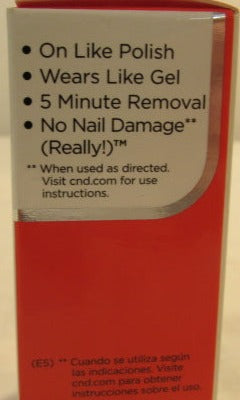 • On Like Polish
• Wears Like Gel
• 5 Minute Removal
• No Nail Damage**
(Really!)™
** When used as directed.
Visit cnd.com for use
instructions.
(ES) ** Cuando se utiliza según
las indicaciones. Visite
cnd.com para obtener
instrucciones sobre el uso.